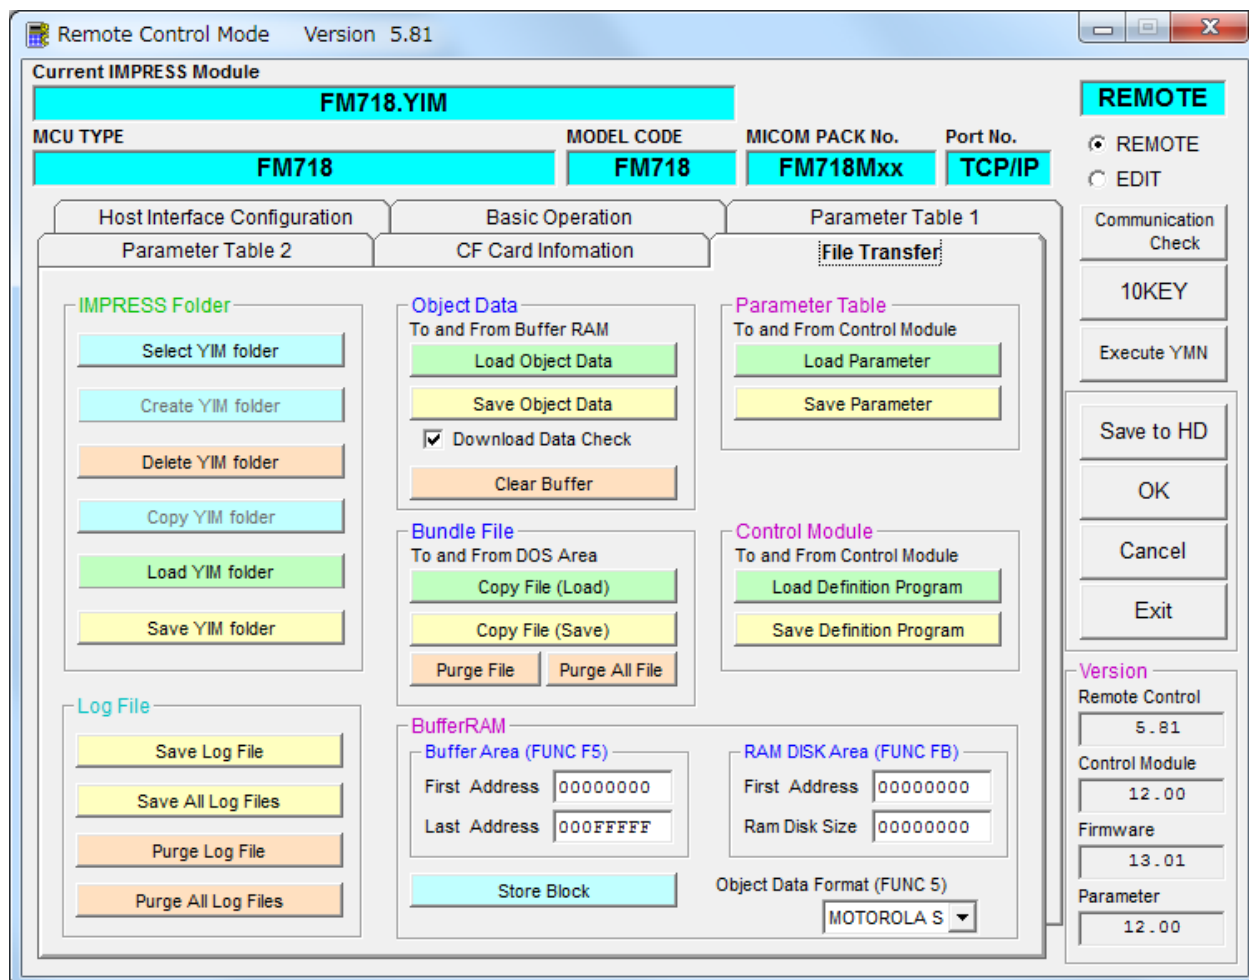 Remote Control Mode Version 5.81
Current IMPRESS Module
FM718.YIM
MCU TYPE
FM718
MODEL CODE
FM718
MICOM PACK No.
FM718Mxx
Port No.
TCP/IP
REMOTE
REMOTE
EDIT
Host Interface Configuration
Basic Operation
Parameter Table 1
Parameter Table 2
CF Card Infomation
File Transfer
IMPRESS Folder
Select YIM folder
Create YIM folder
Delete YIM folder
Copy YIM folder
Load YIM folder
Save YIM folder
Log File
Save Log File
Save All Log Files
Purge Log File
Purge All Log Files
Object Data
To and From Buffer RAM
Load Object Data
Save Object Data
Download Data Check
Clear Buffer
Bundle File
To and From DOS Area
Copy File (Load)
Copy File (Save)
Purge File
Purge All File
Parameter Table
To and From Control Module
Load Parameter
Save Parameter
Control Module
To and From Control Module
Load Definition Program
Save Definition Program
BufferRAM
Buffer Area (FUNC F5)
First Address 00000000
Last Address 000FFFFF
RAM DISK Area (FUNC FB)
First Address 00000000
Ram Disk Size 00000000
Store Block
Object Data Format (FUNC 5)
MOTOROLA S
Communication
Check
10KEY
Execute YMN
Save to HD
OK
Cancel
Exit
Version
Remote Control
5.81
Control Module
12.00
Firmware
13.01
Parameter
12.00